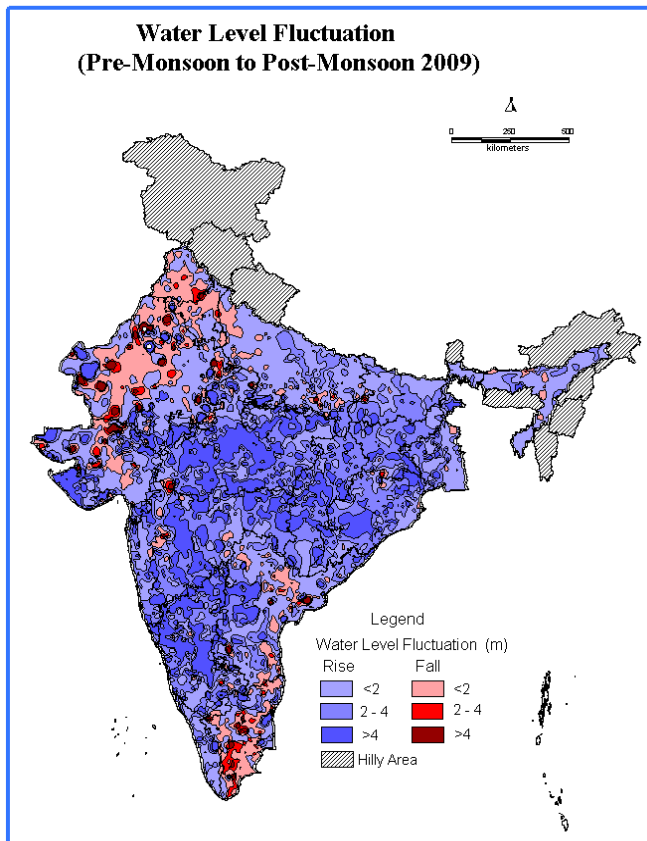 Water Level Fluctuation
(Pre-Monsoon to Post-Monsoon 2009)
0 250 500
kilometers
Legend
Water Level Fluctuation (m)
Rise Fall
<2 <2
2 - 4 2 - 4
>4 >4
Hilly Area